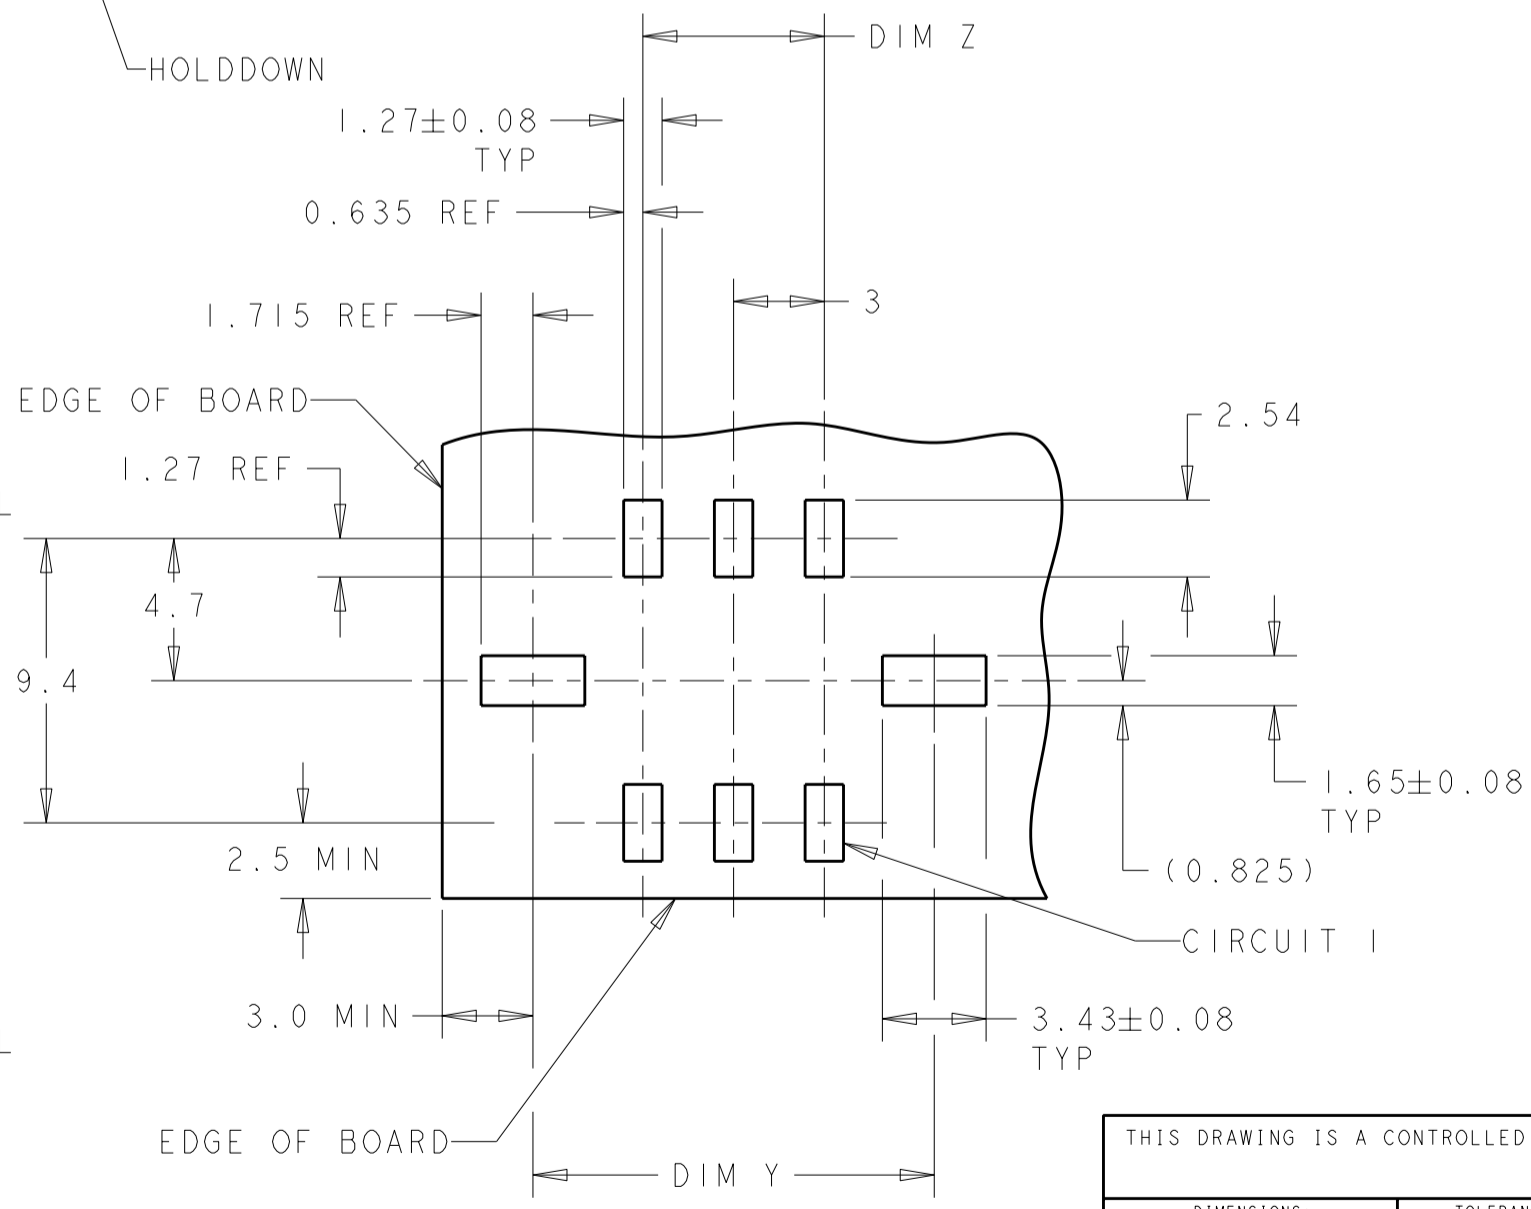 DIM Z
HOLDDOWN
1.27±0.08
TYP
0.635 REF
3
1.715 REF
EDGE OF BOARD
2.54
1.27 REF
4.7
9.4
1.65±0.08
TYP
2.5 MIN
(0.825)
CIRCUIT 1
3.0 MIN
3.43±0.08
TYP
EDGE OF BOARD
DIM Y
THIS DRAWING IS A CONTROLLED
DIMENSIONS